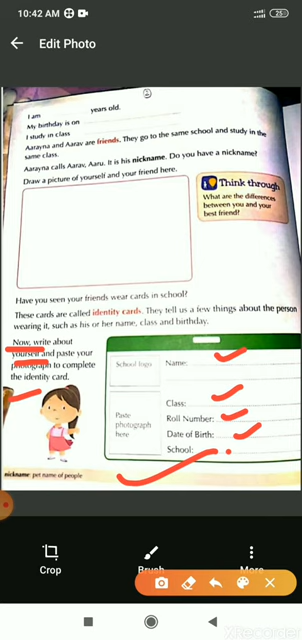 10:42 AM
25
Edit Photo
2
I am years old.
My birthday is on
I study in class
Aarayna and Aarav are friends. They go to the same school and study in the
same class.
Aarayna calls Aarav, Aaru. It is his nickname. Do you have a nickname?
Draw a picture of yourself and your friend here.
Think through
What are the differences
between you and your
best friend?
Have you seen your friends wear cards in school?
These cards are called identity cards. They tell us a few things about the person
wearing it, such as his or her name, class and birthday.
Now, write about
yourself and paste your
photograph to complete
the identity card.
School logo
Name:
Class:
Paste
photograph
here
Roll Number:
Date of Birth:
School:
nickname: pet name of people
Crop
Brush
More
XRecorder